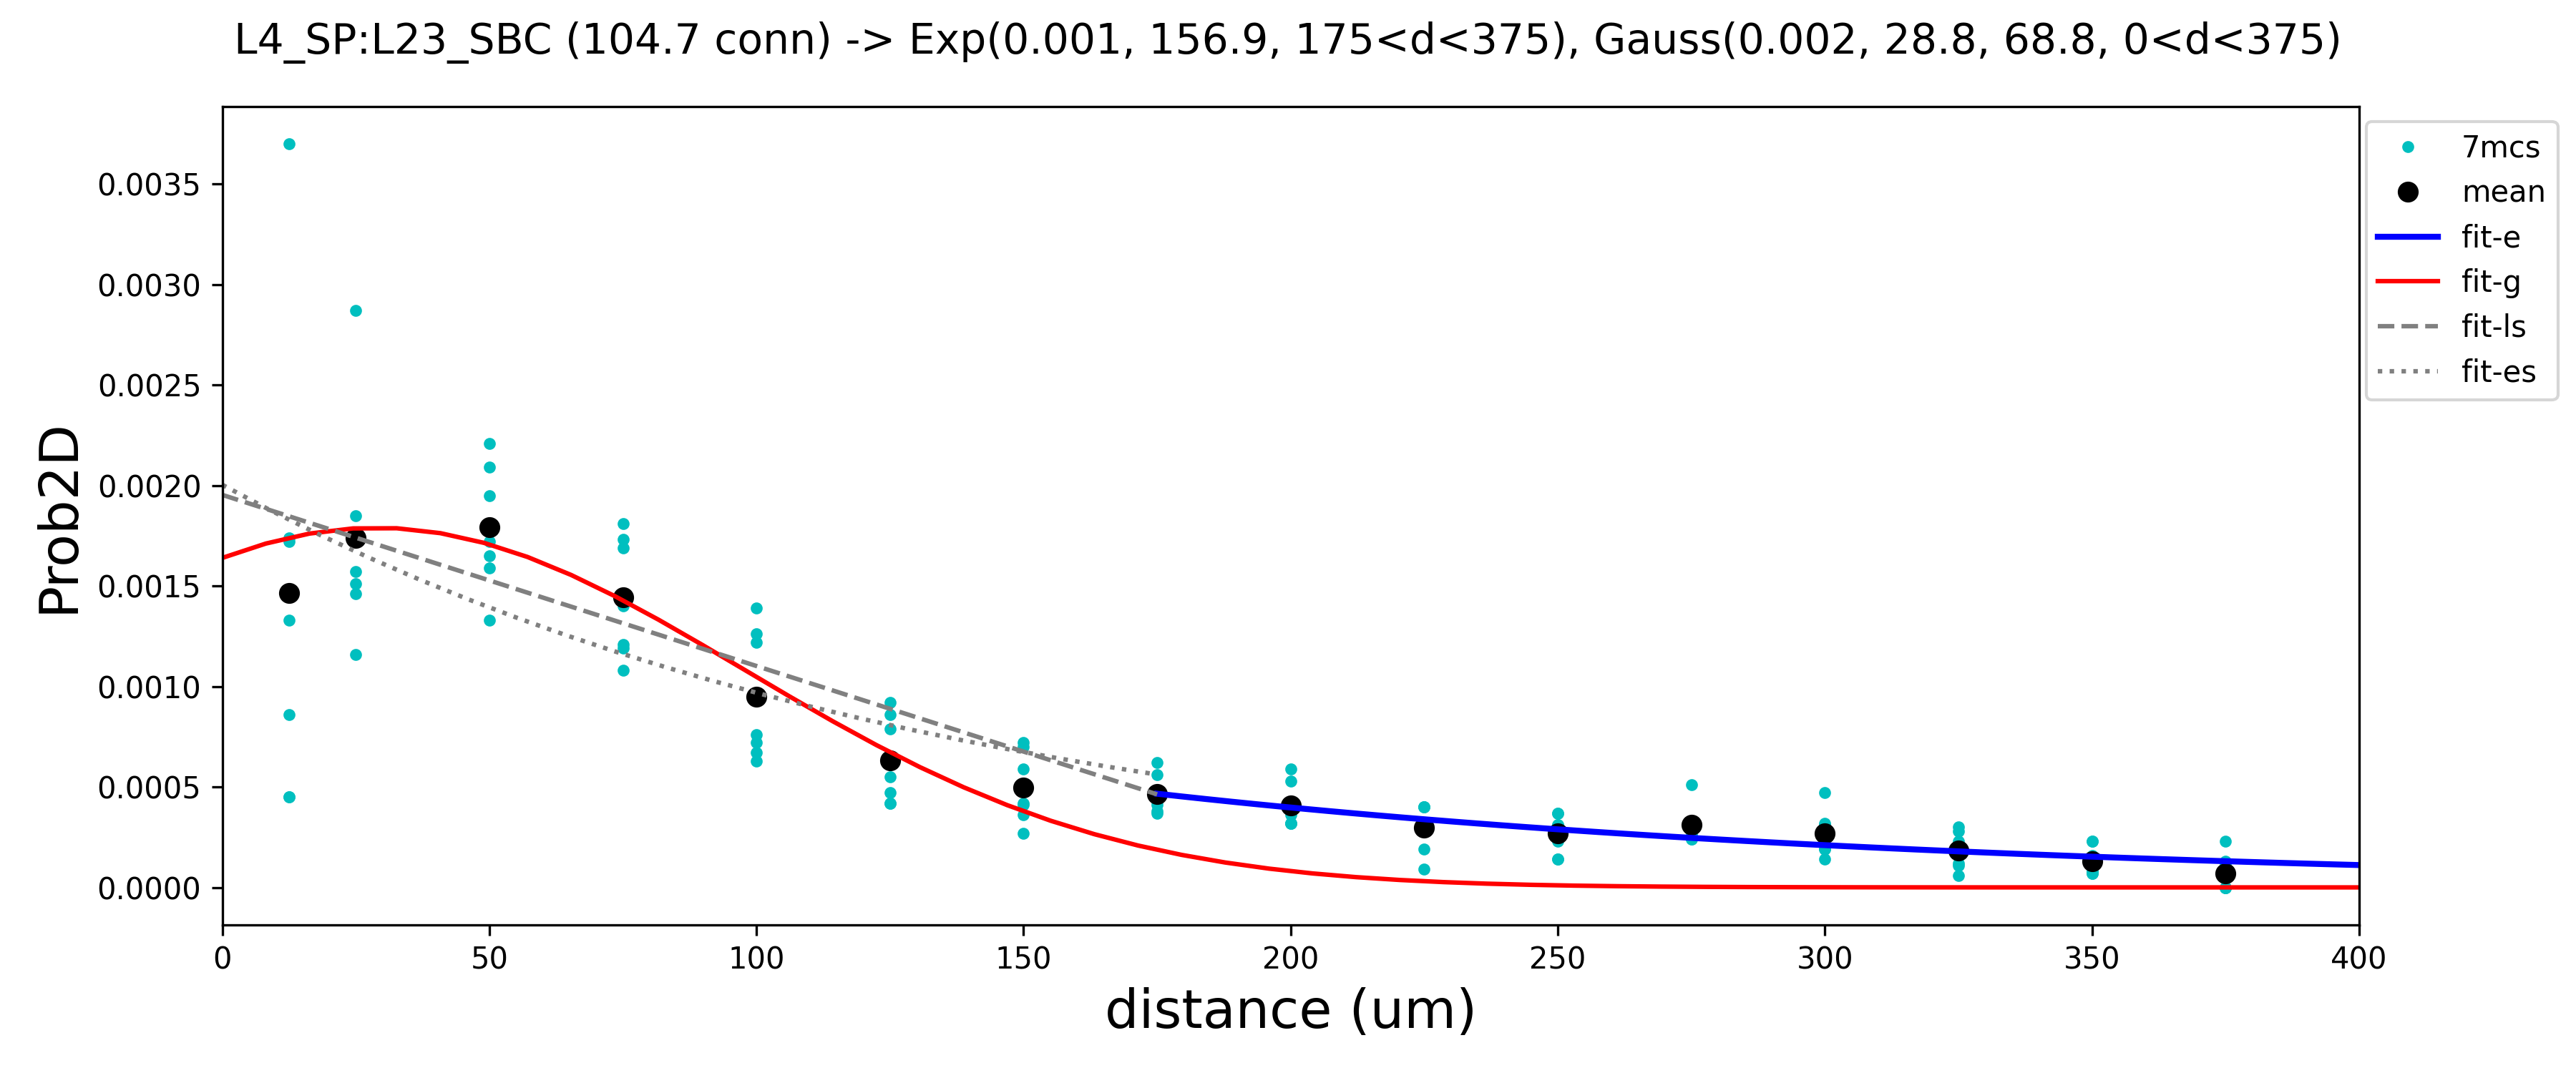 L4_SP:L23_SBC (104.7 conn) -> Exp(0.001, 156.9, 175<d<375), Gauss(0.002, 28.8, 68.8, 0<d<375)
Prob2D
0.0035
0.0030
0.0025
0.0020
0.0015
0.0010
0.0005
0.0000
0 50 100 150 200 250 300 350 400
distance (um)
7mcs
mean
fit-e
fit-g
fit-ls
fit-es